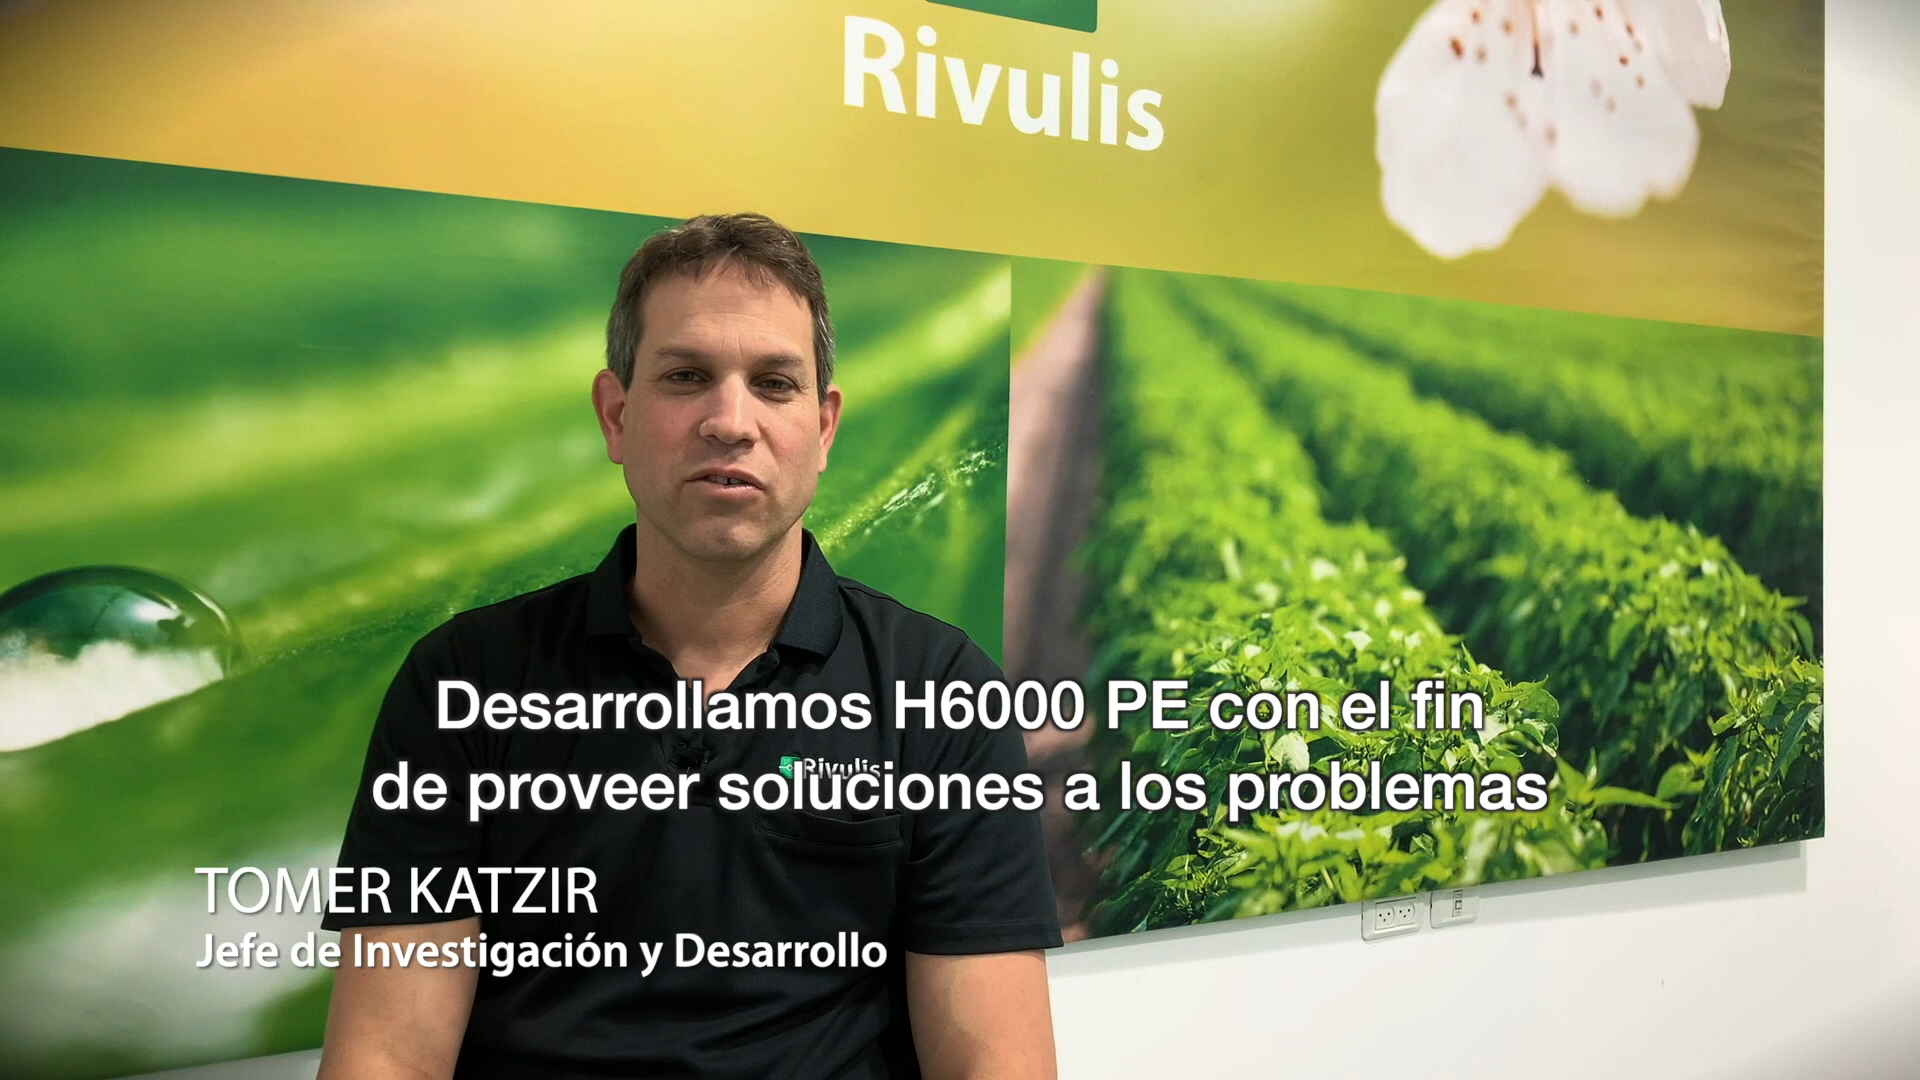 Rivulis
Rivulis
Desarrollamos H6000 PE con el fin
de proveer soluciones a los problemas
TOMER KATZIR
Jefe de Investigación y Desarrollo